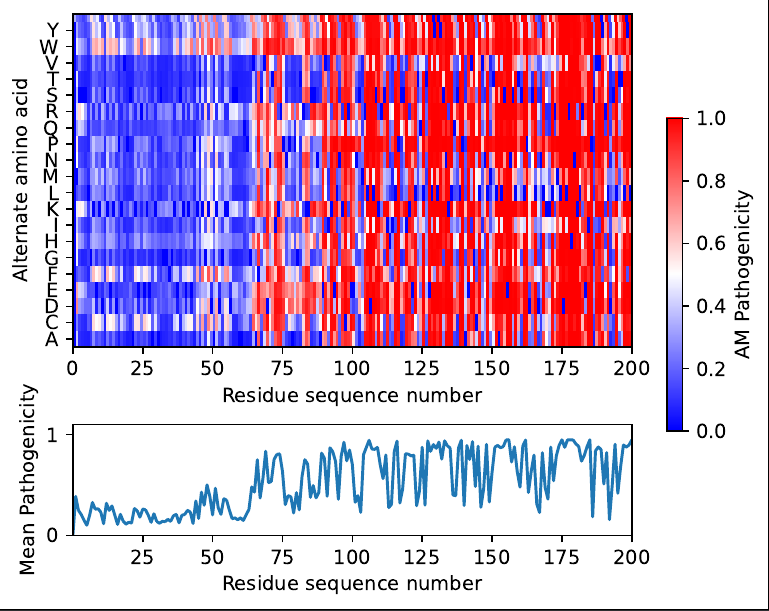 Alternate amino acid
Y
W
V
T
S
R
Q
P
N
M
L
K
I
H
G
F
E
D
C
A
0 25 50 75 100 125 150 175 200
Residue sequence number
1.0
0.8
0.6
0.4
0.2
0.0
AM Pathogenicity
Mean Pathogenicity
1
0
25 50 75 100 125 150 175 200
Residue sequence number